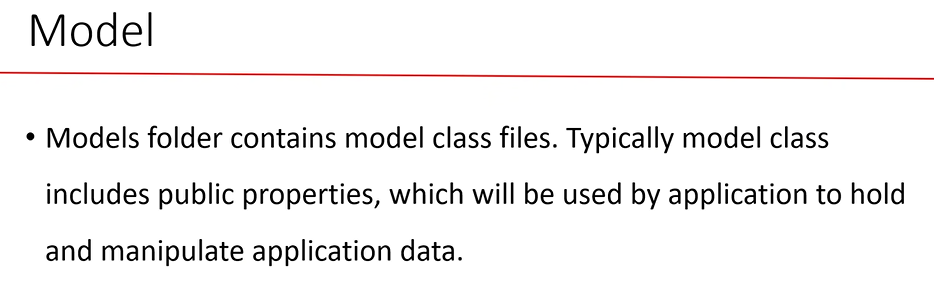 Model
• Models folder contains model class files. Typically model class
includes public properties, which will be used by application to hold
and manipulate application data.